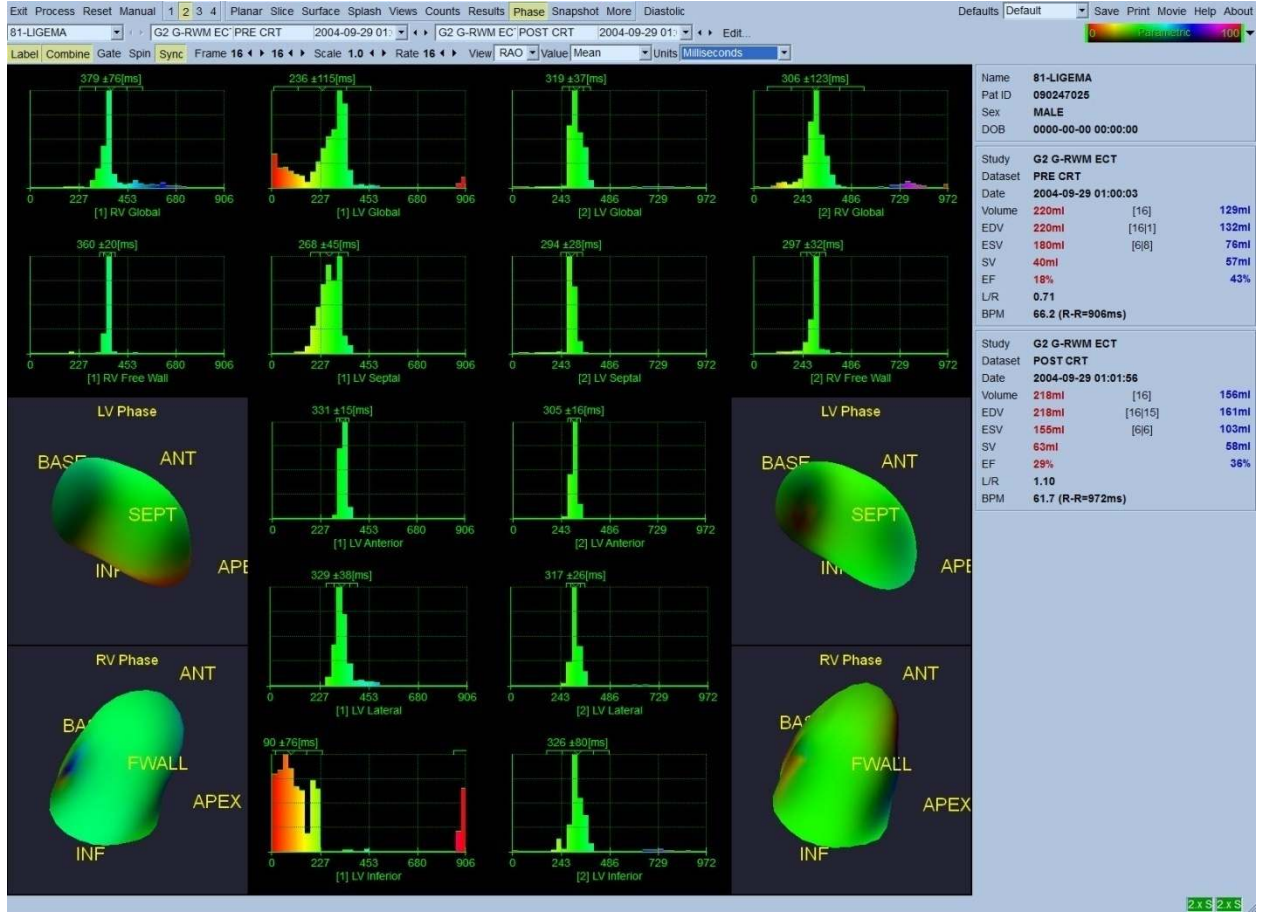 Exit Process Reset Manual 1 2 3 4 Planar Slice Surface Splash Views Counts Results Phase Snapshot More Diastolic Defaults Default Save Print Movie Help About
81-LIGEMA G2 G-RWM EC PRE CRT 2004-09-29 01: G2 G-RWM EC POST CRT 2004-09-29 01: Edit... 0 Parametric 100
Label Combine Gate Spin Sync Frame 16 16 Scale 1.0 Rate 16 View RAO Value Mean Units Milliseconds
379 ±76[ms] 236 ±115[ms] 319 ±37[ms] 306 ±123[ms]
0 227 453 680 906 0 227 453 680 906 0 243 486 729 972 0 243 486 729 972
[1] RV Global [1] LV Global [2] LV Global [2] RV Global
360 ±20[ms] 268 ±45[ms] 294 ±28[ms] 297 ±32[ms]
0 227 453 680 906 0 227 453 680 906 0 243 486 729 972 0 243 486 729 972
[1] RV Free Wall [1] LV Septal [2] LV Septal [2] RV Free Wall
LV Phase 331 ±15[ms] 305 ±16[ms] LV Phase
BASE ANT BASE ANT
SEPT SEPT
0 227 453 680 906 0 243 486 729 972
[1] LV Anterior [2] LV Anterior
INF APE INF APE
329 ±38[ms] 317 ±26[ms]
RV Phase RV Phase
ANT ANT
0 227 453 680 906 0 243 486 729 972
[1] LV Lateral [2] LV Lateral
BAS BAS
90 ±76[ms] 326 ±80[ms]
FWALL FWALL
APEX APEX
INF INF
0 227 453 680 906 0 243 486 729 972
[1] LV Inferior [2] LV Inferior
Name 81-LIGEMA
Pat ID 090247025
Sex MALE
DOB 0000-00-00 00:00:00
Study G2 G-RWM ECT
Dataset PRE CRT
Date 2004-09-29 01:00:03
Volume 220ml [16] 129ml
EDV 220ml [16|1] 132ml
ESV 180ml [6|8] 76ml
SV 40ml 57ml
EF 18% 43%
L/R 0.71
BPM 66.2 (R-R=906ms)
Study G2 G-RWM ECT
Dataset POST CRT
Date 2004-09-29 01:01:56
Volume 218ml [16] 156ml
EDV 218ml [16|15] 161ml
ESV 155ml [6|6] 103ml
SV 63ml 58ml
EF 29% 36%
L/R 1.10
BPM 61.7 (R-R=972ms)
2.x S 2.x S